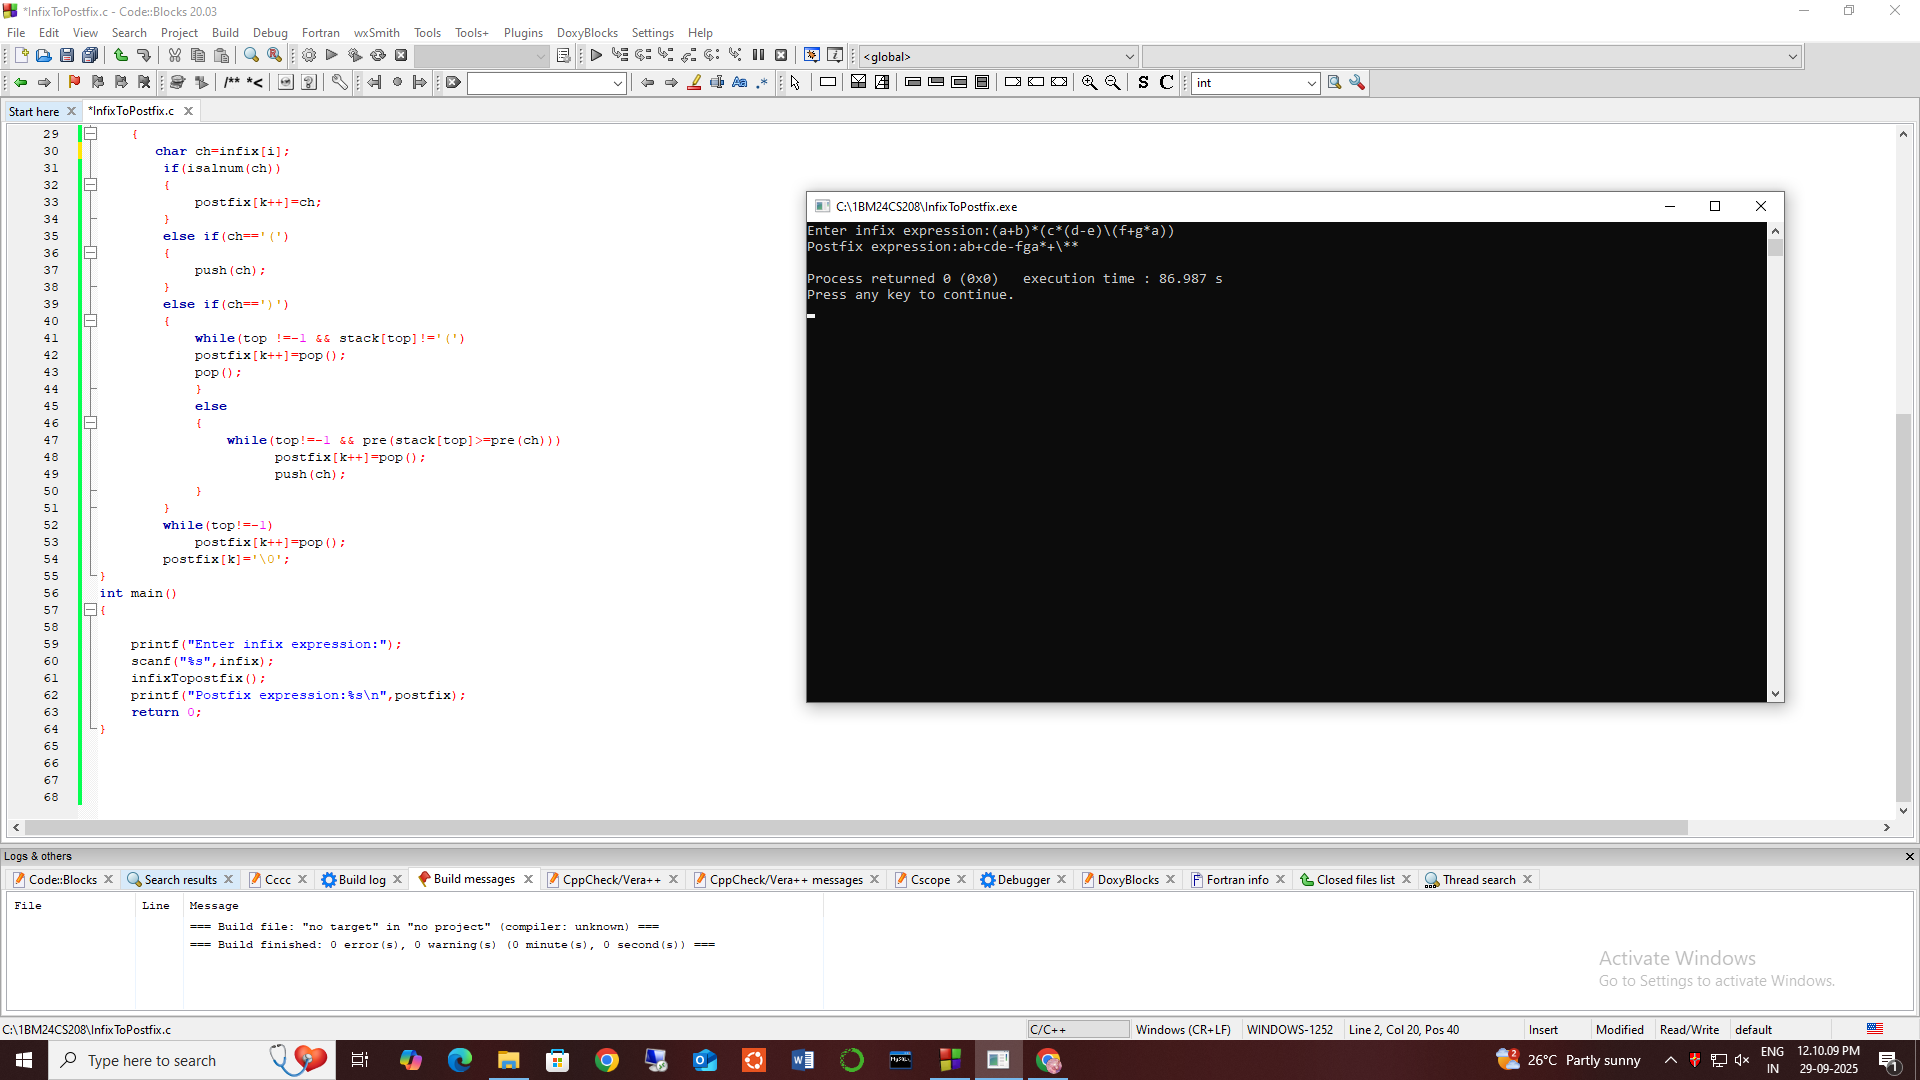 *InfixToPostfix.c - Code::Blocks 20.03
File Edit View Search Project Build Debug Fortran wxSmith Tools Tools+ Plugins DoxyBlocks Settings Help
<global>
/** *<
Aa .*
S C
int
Start here
*InfixToPostfix.c
29 {
30 char ch=infix[i];
31 if(isalnum(ch))
32 {
33 postfix[k++]=ch;
34 }
35 else if(ch=='(')
36 {
37 push(ch);
38 }
39 else if(ch==')')
40 {
41 while(top !=-1 && stack[top]!='(')
42 postfix[k++]=pop();
43 pop();
44 }
45 else
46 {
47 while(top!=-1 && pre(stack[top]>=pre(ch)))
48 postfix[k++]=pop();
49 push(ch);
50 }
51 }
52 while(top!=-1)
53 postfix[k++]=pop();
54 postfix[k]='\0';
55 }
56 int main()
57 {
58
59 printf("Enter infix expression:");
60 scanf("%s",infix);
61 infixTopostfix();
62 printf("Postfix expression:%s\n",postfix);
63 return 0;
64 }
65
66
67
68
C:\1BM24CS208\InfixToPostfix.exe
Enter infix expression:(a+b)*(c*(d-e)\(f+g*a))
Postfix expression:ab+cde-fga*+\**
Process returned 0 (0x0) execution time : 86.987 s
Press any key to continue.
Logs & others
Code::Blocks Search results Cccc Build log Build messages CppCheck/Vera++ CppCheck/Vera++ messages Cscope Debugger DoxyBlocks Fortran info Closed files list Thread search
File Line Message
=== Build file: "no target" in "no project" (compiler: unknown) ===
=== Build finished: 0 error(s), 0 warning(s) (0 minute(s), 0 second(s)) ===
Activate Windows
Go to Settings to activate Windows.
C:\1BM24CS208\InfixToPostfix.c C/C++ Windows (CR+LF) WINDOWS-1252 Line 2, Col 20, Pos 40 Insert Modified Read/Write default
Type here to search
2
26°C Partly sunny
ENG
IN
12.10.09 PM
29-09-2025
1